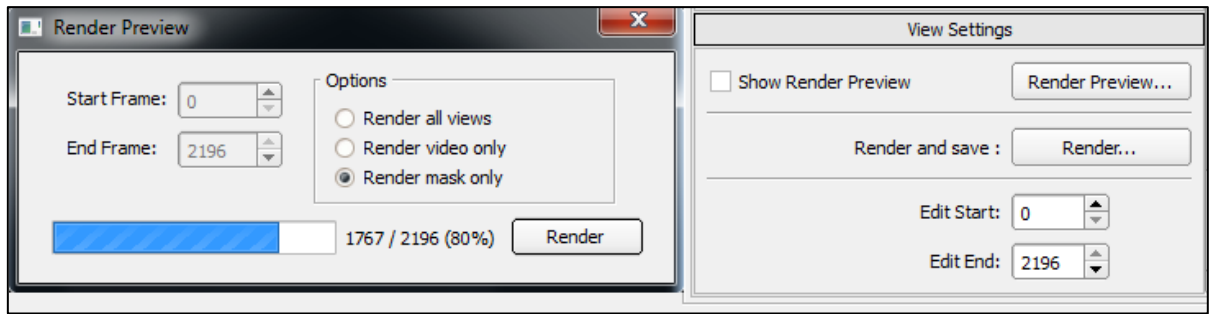 Render Preview
Start Frame: 0
End Frame: 2196
Options
Render all views
Render video only
Render mask only
1767 / 2196 (80%)
Render
View Settings
Show Render Preview
Render Preview...
Render and save :
Render...
Edit Start: 0
Edit End: 2196